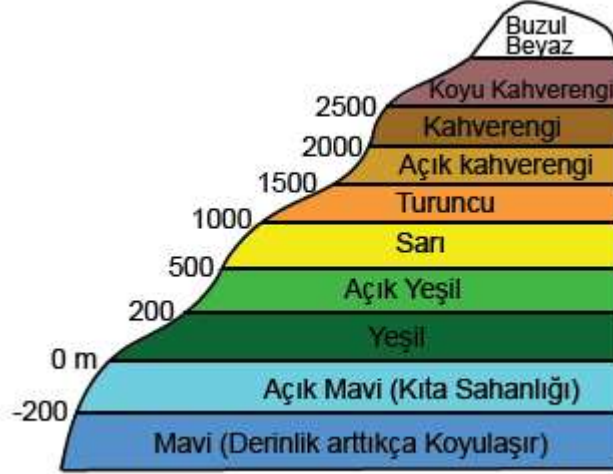 Buzul
Beyaz
Koyu Kahverengi
2500
Kahverengi
2000
Açık kahverengi
1500
Turuncu
1000
Sarı
500
Açık Yeşil
200
Yeşil
0 m
Açık Mavi (Kıta Sahanlığı)
-200
Mavi (Derinlik arttıkça Koyulaşır)